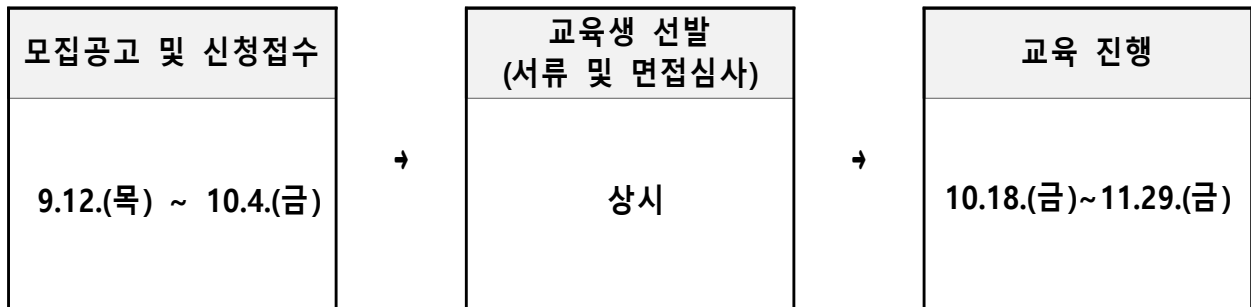 모집공고 및 신청접수
9.12.(목) ~ 10.4.(금)
➜
교육생 선발
(서류 및 면접심사)
상시
➜
교육 진행
10.18.(금)~11.29.(금)